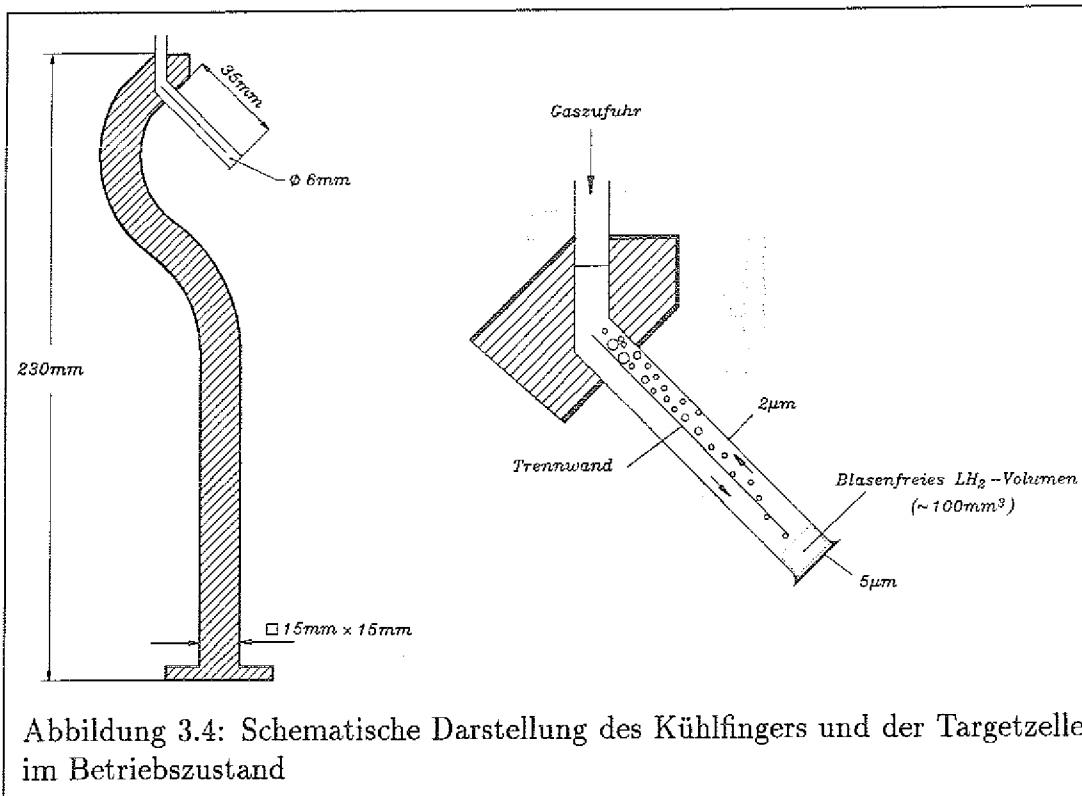 35mm
Ø 6mm
230mm
□ 15mm × 15mm
Gaszufuhr
2µm
Trennwand
Blasenfreies LH₂-Volumen
(~100mm³)
5µm
Abbildung 3.4: Schematische Darstellung des Kühlfingers und der Targetzelle
im Betriebszustand